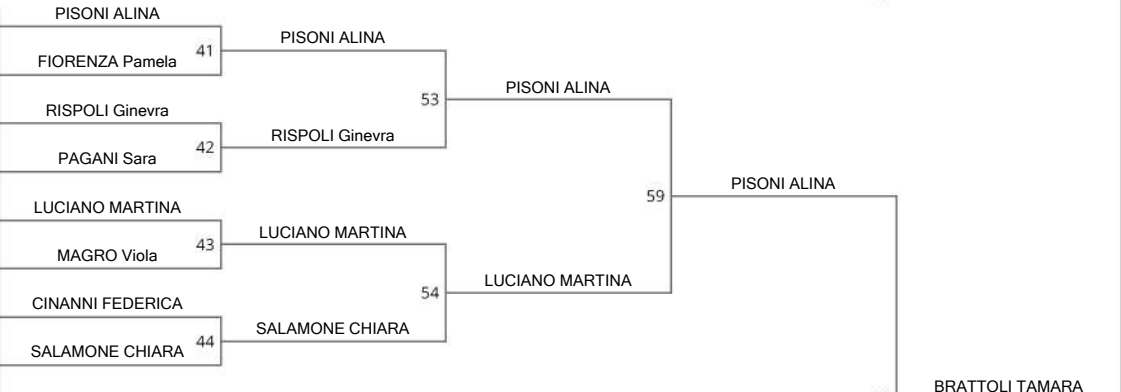 PISONI ALINA
41
FIORENZA Pamela
PISONI ALINA
53
PISONI ALINA
RISPOLI Ginevra
42
PAGANI Sara
RISPOLI Ginevra
59
PISONI ALINA
LUCIANO MARTINA
43
MAGRO Viola
LUCIANO MARTINA
54
LUCIANO MARTINA
CINANNI FEDERICA
44
SALAMONE CHIARA
SALAMONE CHIARA
BRATTOLI TAMARA